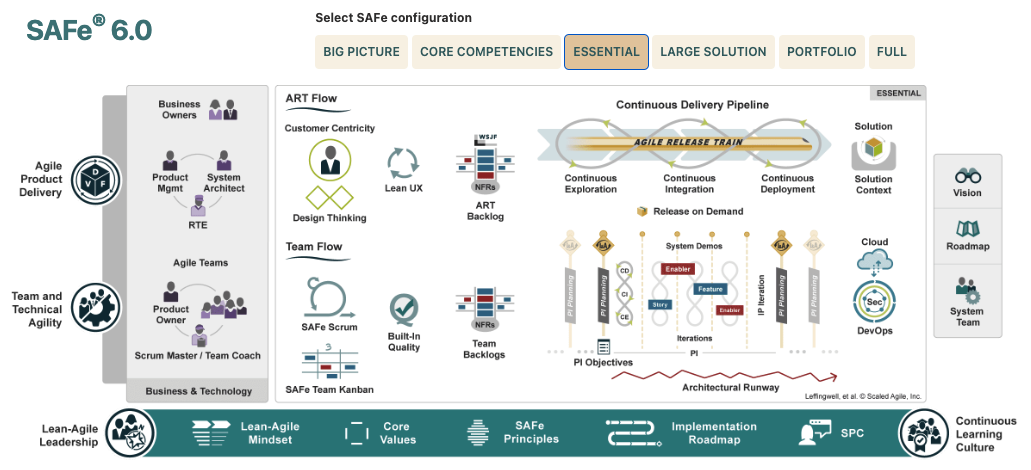 SAFe® 6.0
Select SAFe configuration
BIG PICTURE
CORE COMPETENCIES
ESSENTIAL
LARGE SOLUTION
PORTFOLIO
FULL
ESSENTIAL
Agile
Product
Delivery
D
V
F
Team and
Technical
Agility
Business
Owners
Product
Mgmt
System
Architect
RTE
Agile Teams
Product
Owner
Scrum Master / Team Coach
Business & Technology
ART Flow
Customer Centricity
Design Thinking
Lean UX
WSJF
NFRs
ART
Backlog
Team Flow
SAFe Scrum
3
SAFe Team Kanban
Built-In
Quality
NFRs
Team
Backlogs
Continuous Delivery Pipeline
AGILE RELEASE TRAIN
Continuous
Exploration
Continuous
Integration
Continuous
Deployment
Release on Demand
Solution
Solution
Context
System Demos
PI Planning
PI Planning
CD
CI
CE
Enabler
Story
Feature
Enabler
IP Iteration
PI Planning
PI Planning
Iterations
PI
PI Objectives
Architectural Runway
Cloud
Sec
DevOps
Leffingwell, et al. © Scaled Agile, Inc.
Vision
Roadmap
System
Team
Lean-Agile
Leadership
Lean-Agile
Mindset
Core
Values
SAFe
Principles
Implementation
Roadmap
SPC
Continuous
Learning
Culture